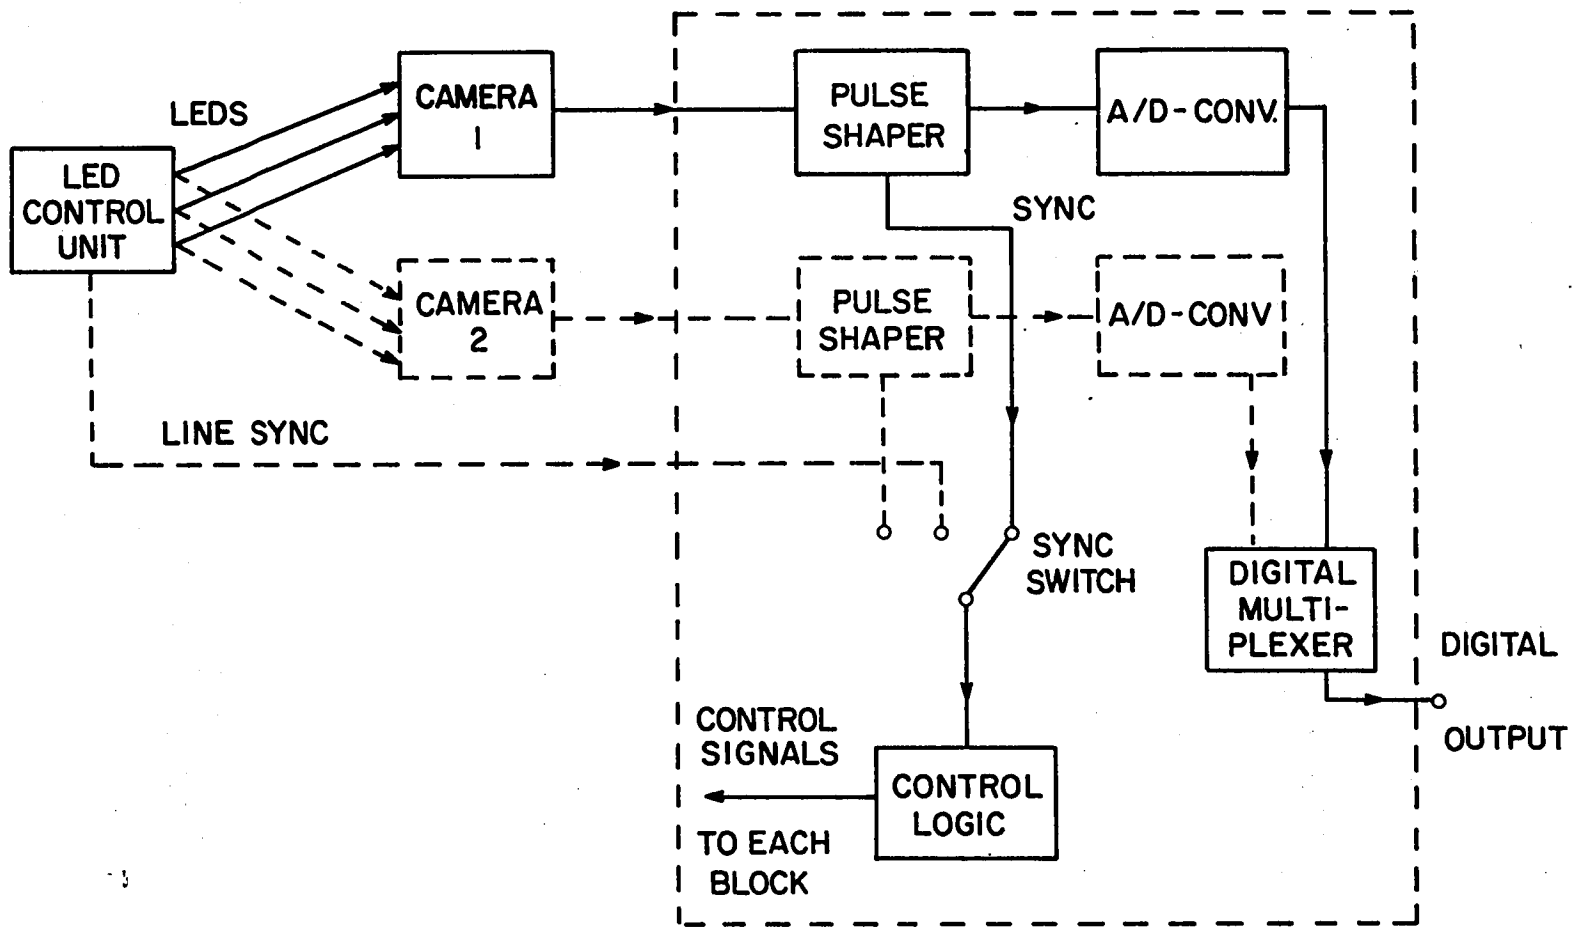 LEDS
CAMERA
1
PULSE
SHAPER
A/D-CONV.
LED
CONTROL
UNIT
SYNC
CAMERA
2
PULSE
SHAPER
A/D-CONV
LINE SYNC
SYNC
SWITCH
DIGITAL
MULTI-
PLEXER
DIGITAL
OUTPUT
CONTROL
SIGNALS
TO EACH
BLOCK
CONTROL
LOGIC